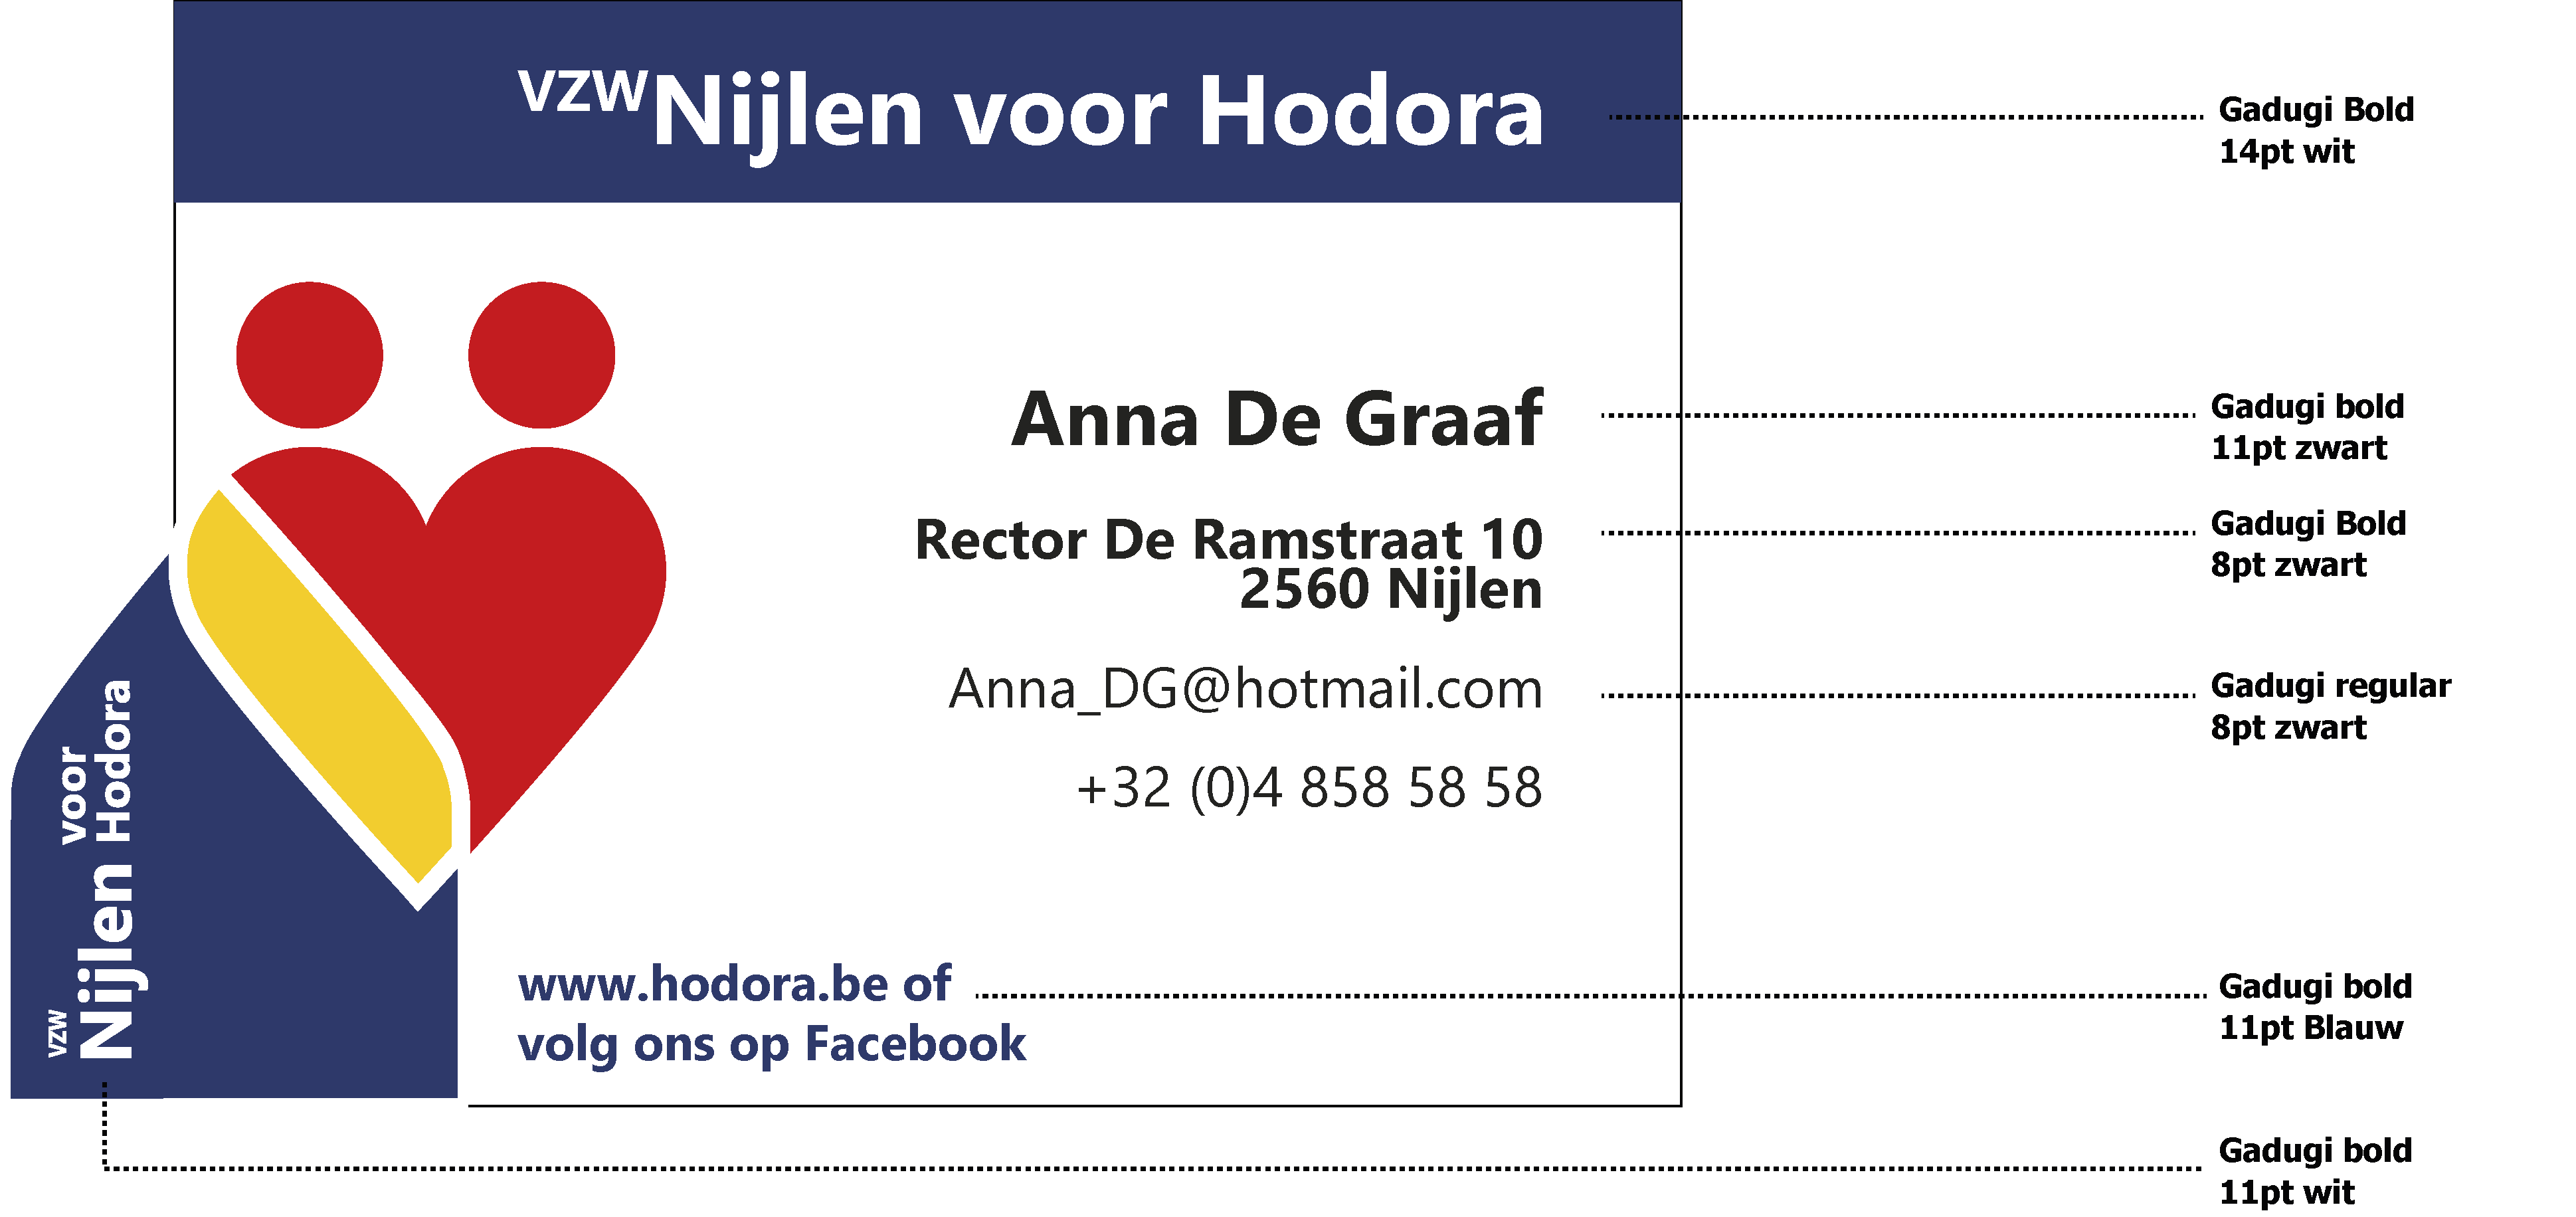 VZW Nijlen voor Hodora
Gadugi Bold
14pt wit
Anna De Graaf
Gadugi bold
11pt zwart
Rector De Ramstraat 10
2560 Nijlen
Gadugi Bold
8pt zwart
Anna_DG@hotmail.com
Gadugi regular
8pt zwart
+32 (0)4 858 58 58
www.hodora.be of
volg ons op Facebook
Gadugi bold
11pt Blauw
vzw
Nijlen voor
Hodora
Gadugi bold
11pt wit